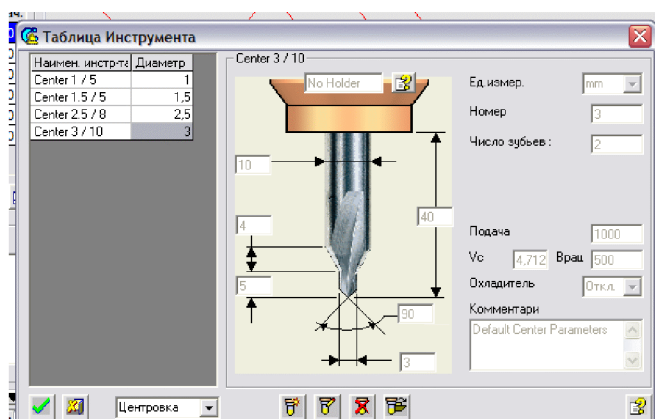 Таблица Инструмента
Наимен. инстр-та Диаметр
Center 1 / 5 1
Center 1.5 / 5 1,5
Center 2.5 / 8 2,5
Center 3 / 10 3
Center 3 / 10
No Holder
10
4
5
40
90
3
Ед.измер. mm
Номер 3
Число зубьев : 2
Подача 1000
Vc 4.712 Вращ 500
Охладитель Откл.
Комментари
Default Center Parameters
Центровка